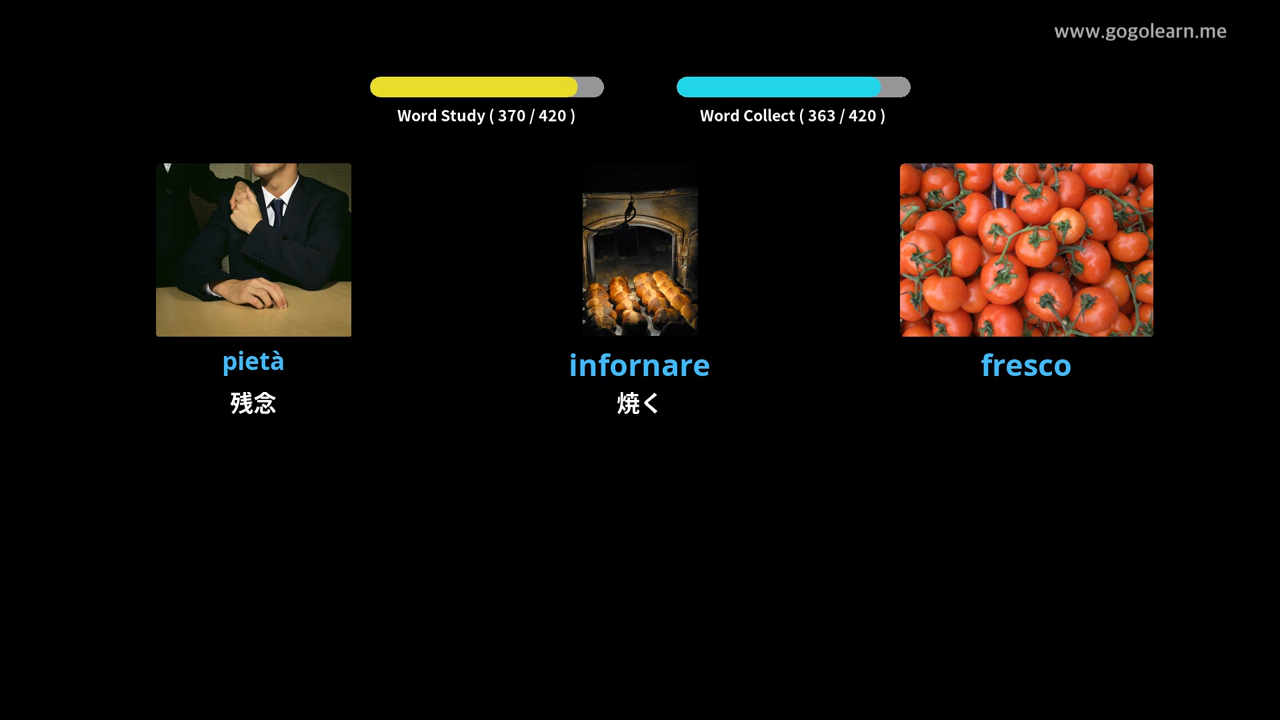 www.gogolearn.me
Word Study ( 370 / 420 )
Word Collect ( 363 / 420 )
pietà
infornare
fresco
残念
焼く